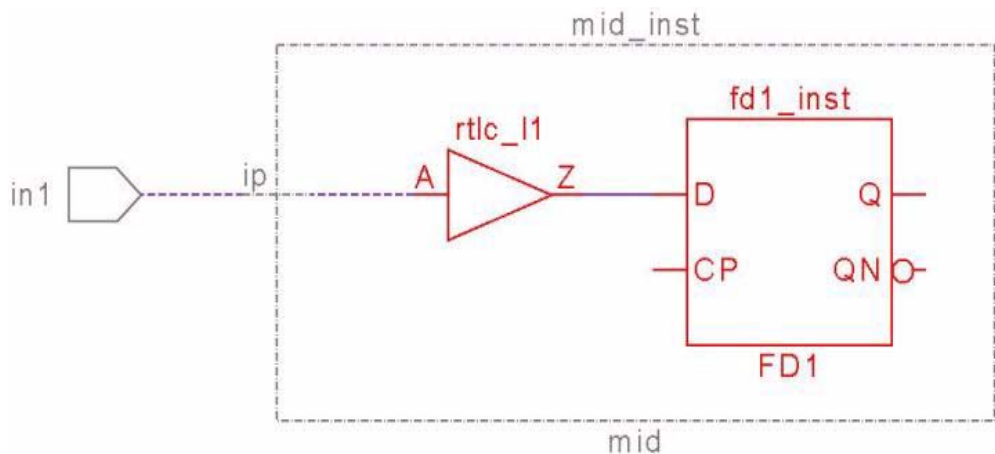 mid_inst
fd1_inst
rtlc_I1
in1
ip
A
Z
D
Q
CP
QN
FD1
mid